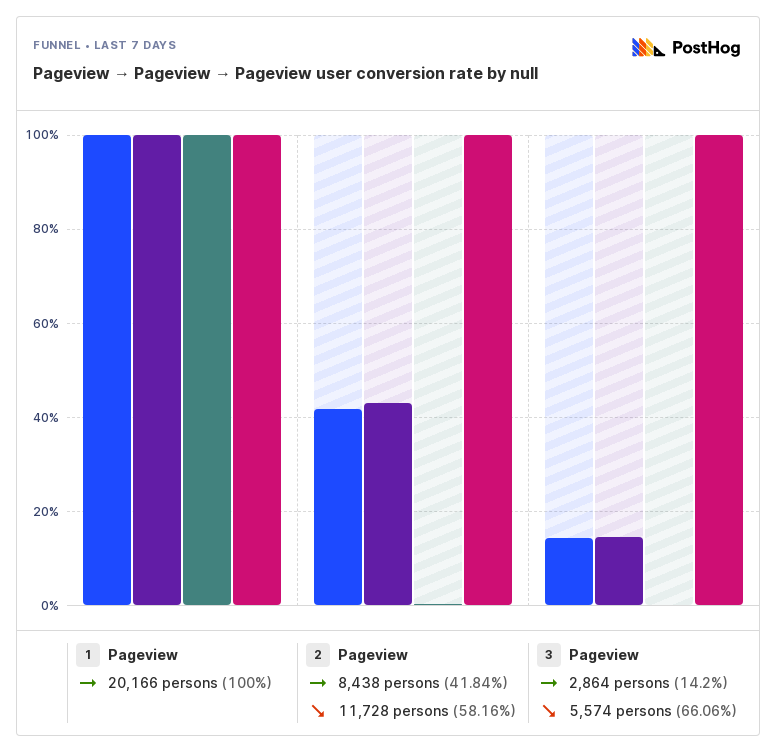 FUNNEL • LAST 7 DAYS
PostHog
Pageview → Pageview → Pageview user conversion rate by null
100%
80%
60%
40%
20%
0%
1 Pageview
→ 20,166 persons (100%)
2 Pageview
→ 8,438 persons (41.84%)
↘ 11,728 persons (58.16%)
3 Pageview
→ 2,864 persons (14.2%)
↘ 5,574 persons (66.06%)